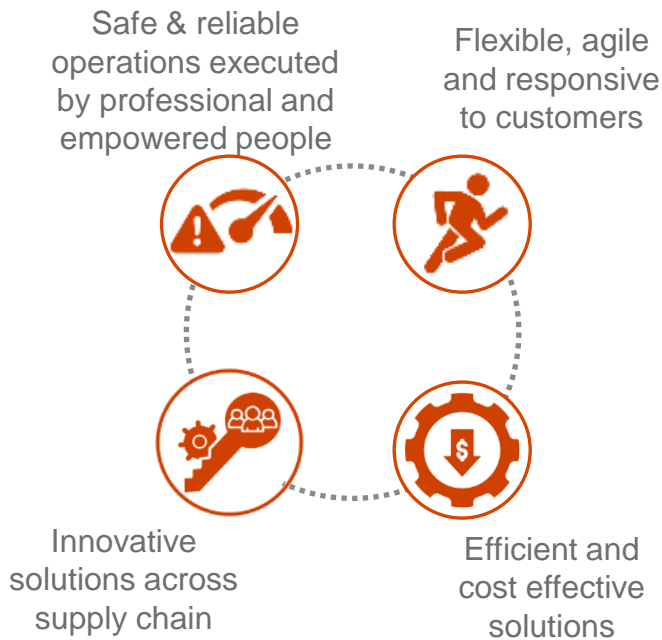 Safe & reliable
operations executed
by professional and
empowered people
Flexible, agile
and responsive
to customers
$
Innovative
solutions across
supply chain
Efficient and
cost effective
solutions